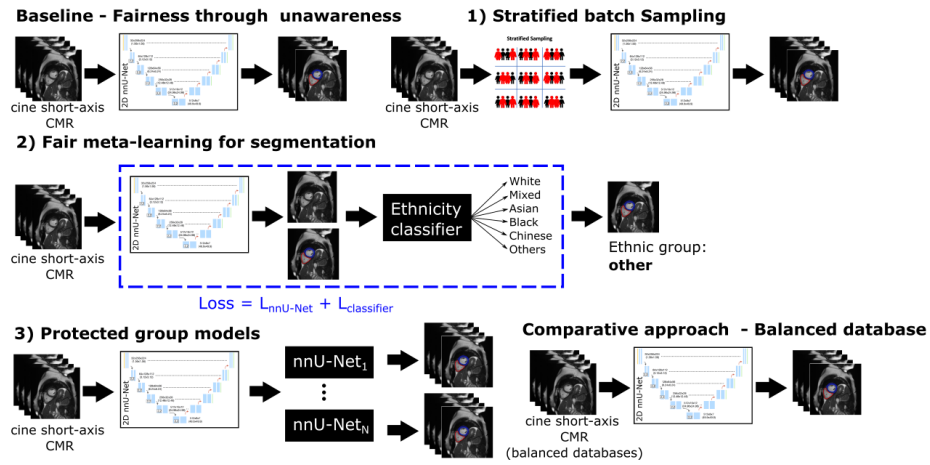 Baseline - Fairness through unawareness
2D nnU-Net
cine short-axis
CMR
1) Stratified batch Sampling
Stratified Sampling
2D nnU-Net
cine short-axis
CMR
2) Fair meta-learning for segmentation
2D nnU-Net
cine short-axis
CMR
Ethnicity
classifier
White
Mixed
Asian
Black
Chinese
Others
Ethnic group:
other
Loss = LnnU-Net + Lclassifier
3) Protected group models
2D nnU-Net
cine short-axis
CMR
nnU-Net1
nnU-NetN
Comparative approach - Balanced database
2D nnU-Net
cine short-axis
CMR
(balanced databases)